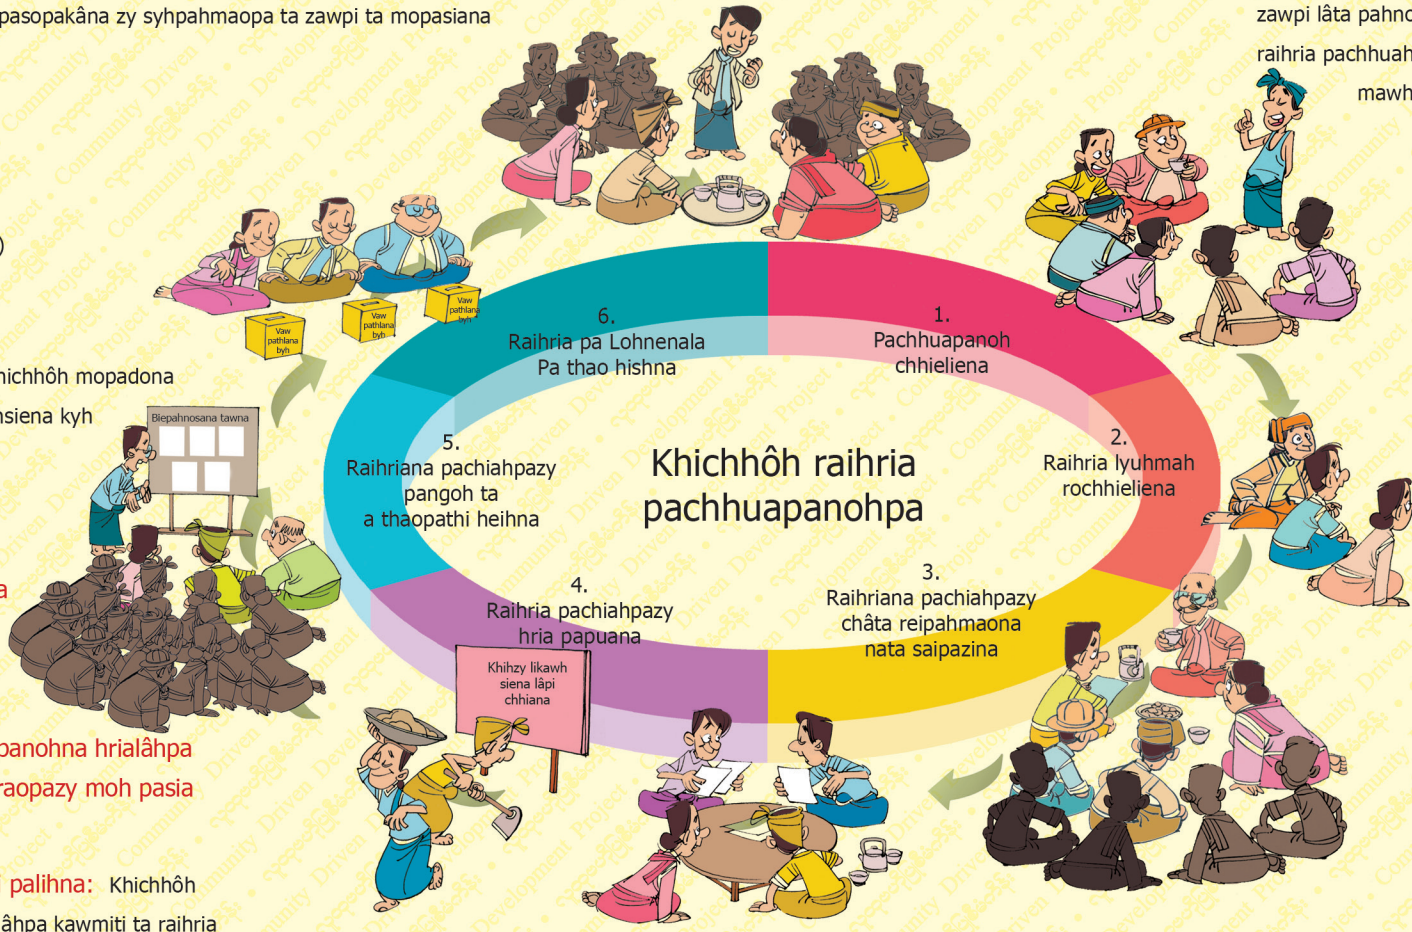 pasopakâna zy syhpahmaopa ta zawpi ta mopasiana
zawpi lâta pahno
raihria pachhuah
mawh
)
hichhôh mopadona
nsiena kyh
a
panohna hrialâhpa
raopazy moh pasia
i palihna: Khichhôh
âhpa kawmiti ta raihria
Khichhôh raihria
pachhuapanohpa
1.
Pachhuapanoh
chhieliena
2.
Raihria lyuhmah
rochhieliena
3.
Raihriana pachiahpazy
châta reipahmaona
nata saipazina
4.
Raihria pachiahpazy
hria papuana
5.
Raihriana pachiahpazy
pangoh ta
a thaopathi heihna
6.
Raihria pa Lohnenala
Pa thao hishna
Vaw
pathlana
byh
Vaw
pathlana
byh
Vaw
pathlana
byh
Biepahnosana tawna
Khihzy likawh
siena lâpi
chhiana